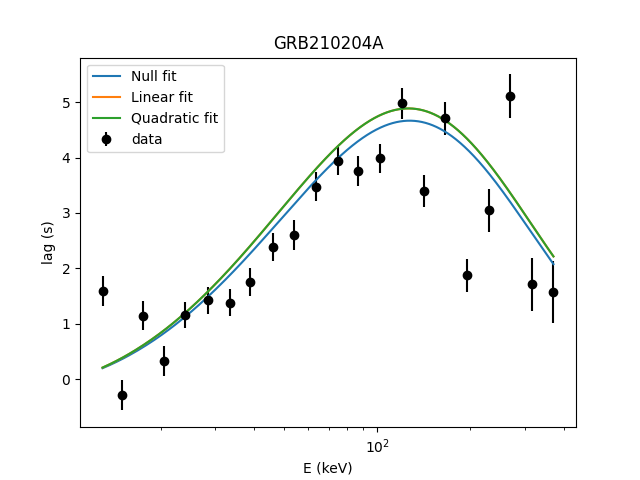 GRB210204A
Null fit
Linear fit
Quadratic fit
data
lag (s)
5
4
3
2
1
0
10²
E (keV)